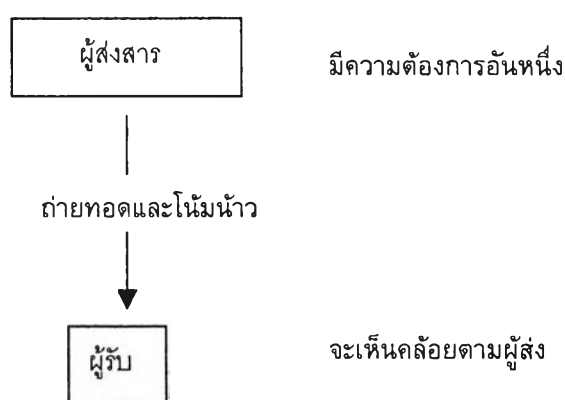 ผู้ส่งสาร
มีความต้องการอันหนึ่ง
ถ่ายทอดและโน้มน้าว
ผู้รับ
จะเห็นคล้อยตามผู้ส่ง